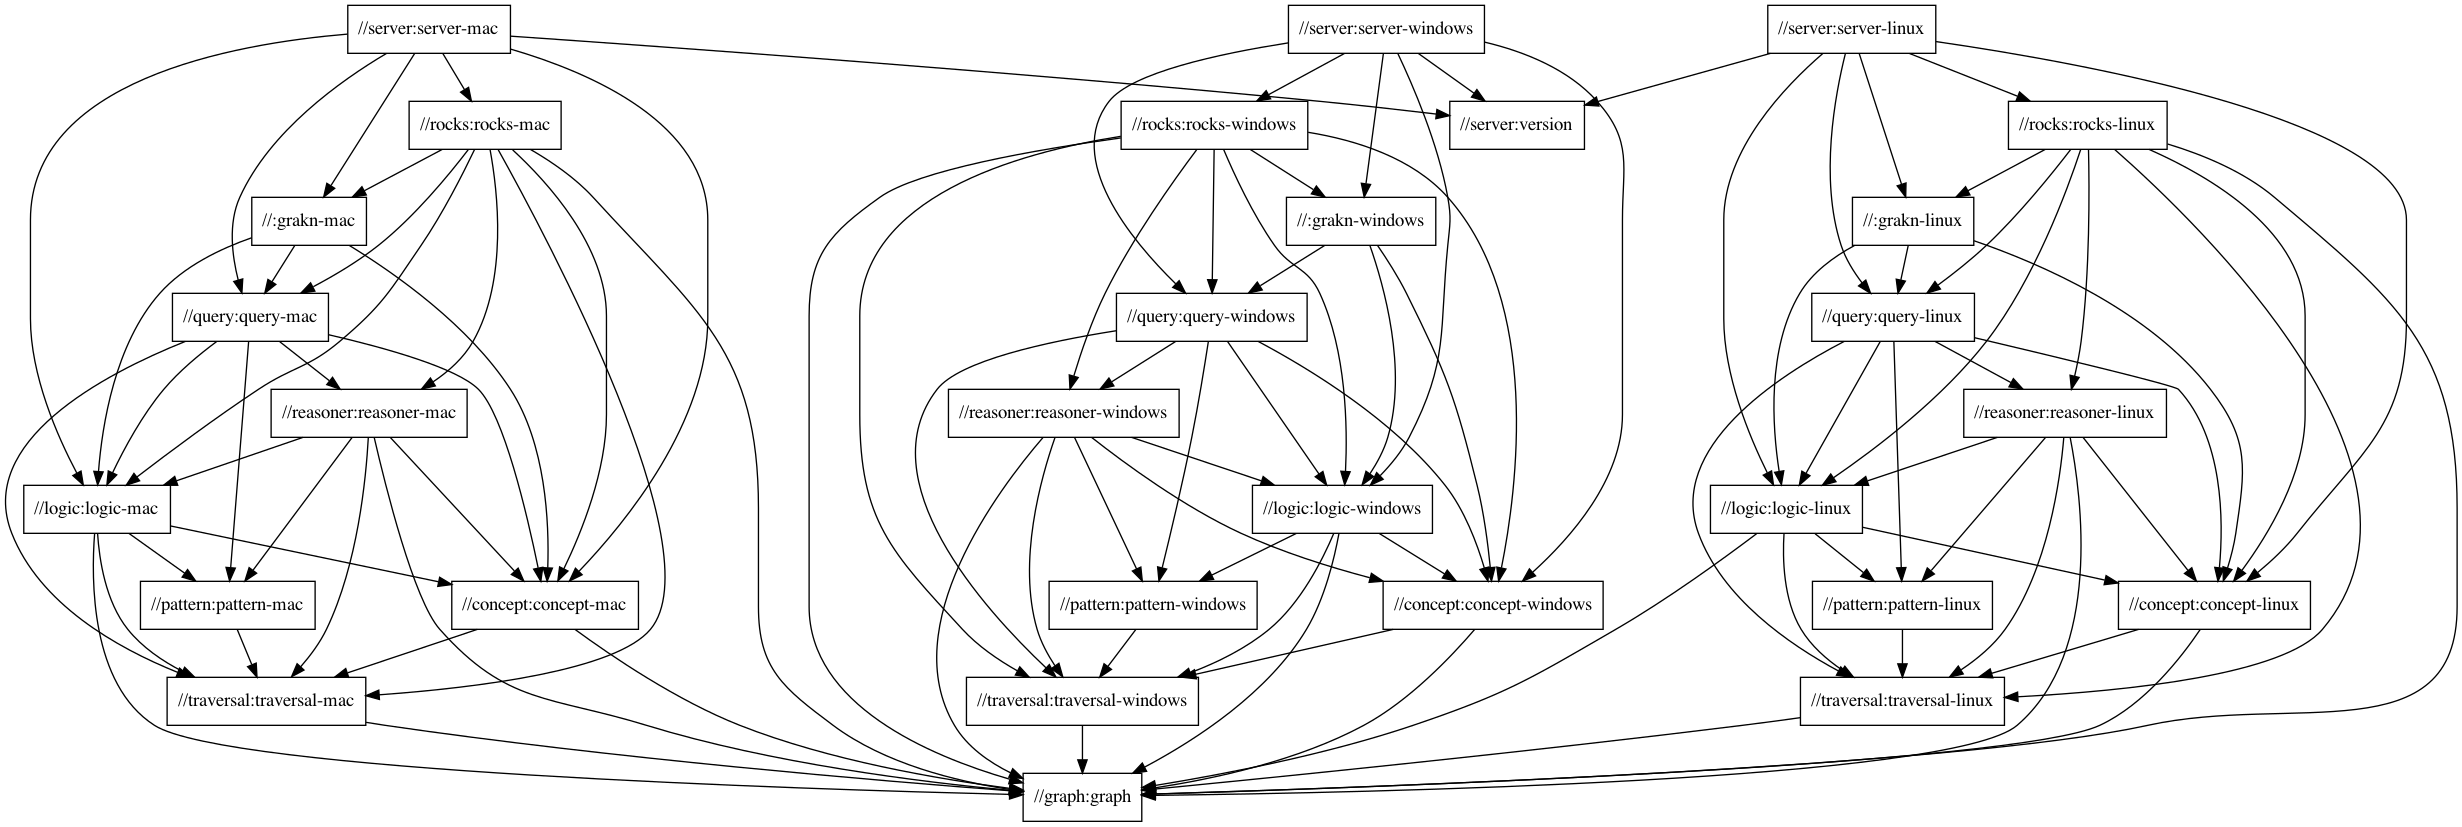 //server:server-mac
//server:server-windows
//server:server-linux
//rocks:rocks-mac
//rocks:rocks-windows
//server:version
//rocks:rocks-linux
//:grakn-mac
//:grakn-windows
//:grakn-linux
//query:query-mac
//query:query-windows
//query:query-linux
//reasoner:reasoner-mac
//reasoner:reasoner-windows
//reasoner:reasoner-linux
//logic:logic-mac
//logic:logic-windows
//logic:logic-linux
//pattern:pattern-mac
//concept:concept-mac
//pattern:pattern-windows
//concept:concept-windows
//pattern:pattern-linux
//concept:concept-linux
//traversal:traversal-mac
//traversal:traversal-windows
//traversal:traversal-linux
//graph:graph